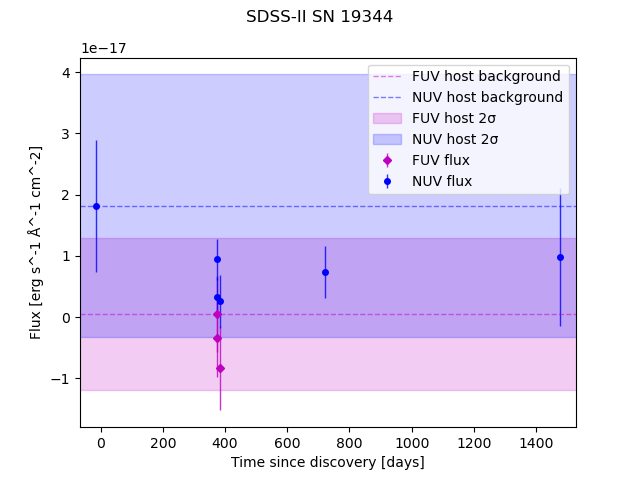 SDSS-II SN 19344
1e−17
FUV host background
NUV host background
FUV host 2σ
NUV host 2σ
FUV flux
NUV flux
4
3
2
1
0
−1
Flux [erg s^-1 Å^-1 cm^-2]
0 200 400 600 800 1000 1200 1400
Time since discovery [days]